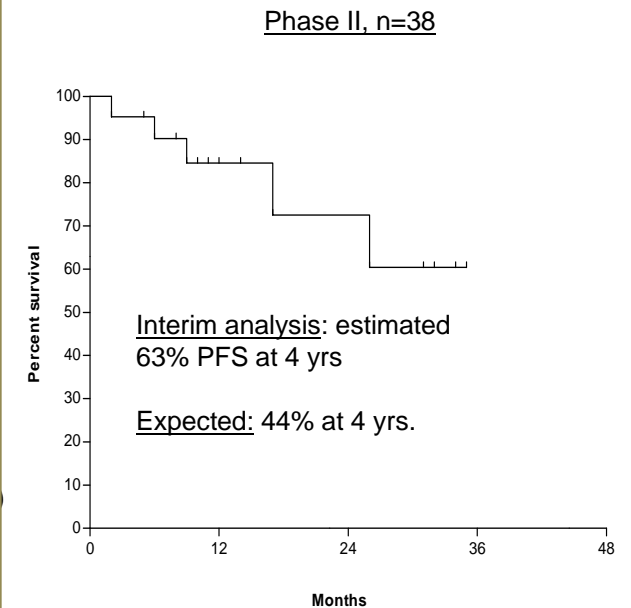 Phase II, n=38
100
90
80
70
60
50
40
30
20
10
0
Percent survival
Interim analysis: estimated
63% PFS at 4 yrs
Expected: 44% at 4 yrs.
0 12 24 36 48
Months
)